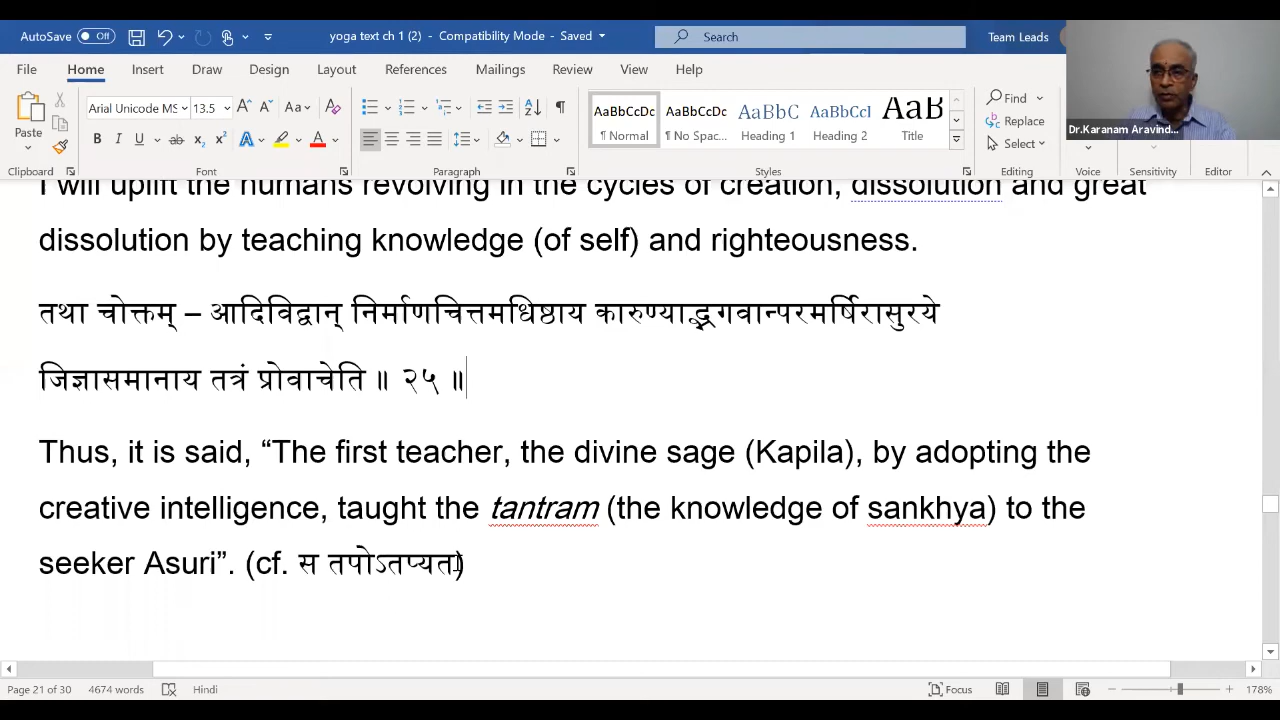 AutoSave Off yoga text ch 1 (2) - Compatibility Mode - Saved Search Team Leads
File Home Insert Draw Design Layout References Mailings Review View Help
Paste Arial Unicode MS 13.5 Aa AaBbCcDc AaBbCcDc AaBbC AaBbCcI AaB Find
B I U ab x₂ x² A A ¶ Normal ¶ No Spac... Heading 1 Heading 2 Title Replace
Select
Dr.Karanam Aravind...
Clipboard Font Paragraph Styles Voice Sensitivity Editor
I will uplift the humans revolving in the cycles of creation, dissolution and great
dissolution by teaching knowledge (of self) and righteousness.
तथा चोक्तम् – आदिविद्वान् निर्माणचित्तमधिष्ठाय कारुण्याद्भगवान्परमर्षिरासुरये
जिज्ञासमानाय तत्रं प्रोवाचेति ॥ २५ ॥
Thus, it is said, “The first teacher, the divine sage (Kapila), by adopting the
creative intelligence, taught the tantram (the knowledge of sankhya) to the
seeker Asuri”. (cf. स तपोऽतप्यत)
Page 21 of 30 4674 words Hindi Focus 178%